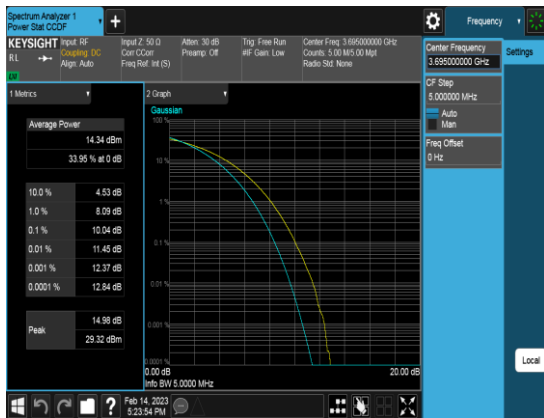 Spectrum Analyzer 1
Power Stat CCDF
+
Frequency
KEYSIGHT
RL
LXI
Input: RF
Coupling: DC
Align: Auto
Input Z: 50 Ω
Corr CCorr
Freq Ref: Int (S)
Atten: 30 dB
Preamp: Off
Trig: Free Run
#IF Gain: Low
Center Freq: 3.695000000 GHz
Counts: 5.00 M/5.00 Mpt
Radio Std: None
Center Frequency
3.695000000 GHz
Settings
CF Step
5.000000 MHz
Auto
Man
Freq Offset
0 Hz
1 Metrics
Average Power
14.34 dBm
33.95 % at 0 dB
10.0 % 4.53 dB
1.0 % 8.09 dB
0.1 % 10.04 dB
0.01 % 11.45 dB
0.001 % 12.37 dB
0.0001 % 12.84 dB
Peak
14.98 dB
29.32 dBm
2 Graph
Gaussian
100 %
10 %
1 %
0.1 %
0.01 %
0.001 %
0.0001 %
0.00 dB 20.00 dB
Info BW 5.0000 MHz
Local
?
Feb 14, 2023
5:23:54 PM